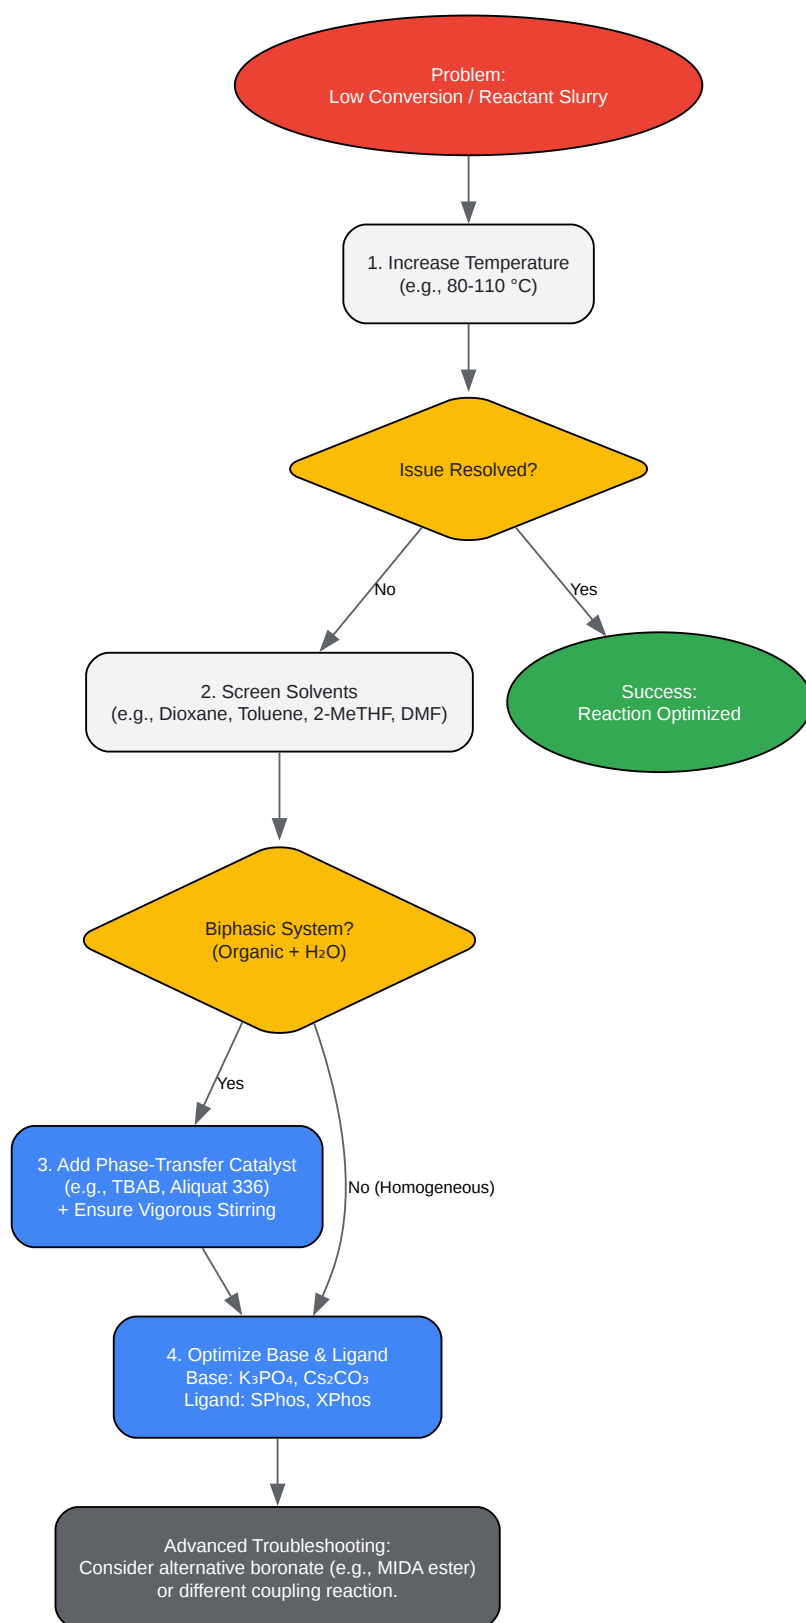 Problem:
Low Conversion / Reactant Slurry
1. Increase Temperature
(e.g., 80-110 °C)
Issue Resolved?
No
Yes
2. Screen Solvents
(e.g., Dioxane, Toluene, 2-MeTHF, DMF)
Success:
Reaction Optimized
Biphasic System?
(Organic + H₂O)
Yes
3. Add Phase-Transfer Catalyst
(e.g., TBAB, Aliquat 336)
+ Ensure Vigorous Stirring
No (Homogeneous)
4. Optimize Base & Ligand
Base: K₃PO₄, Cs₂CO₃
Ligand: SPhos, XPhos
Advanced Troubleshooting:
Consider alternative boronate (e.g., MIDA ester)
or different coupling reaction.